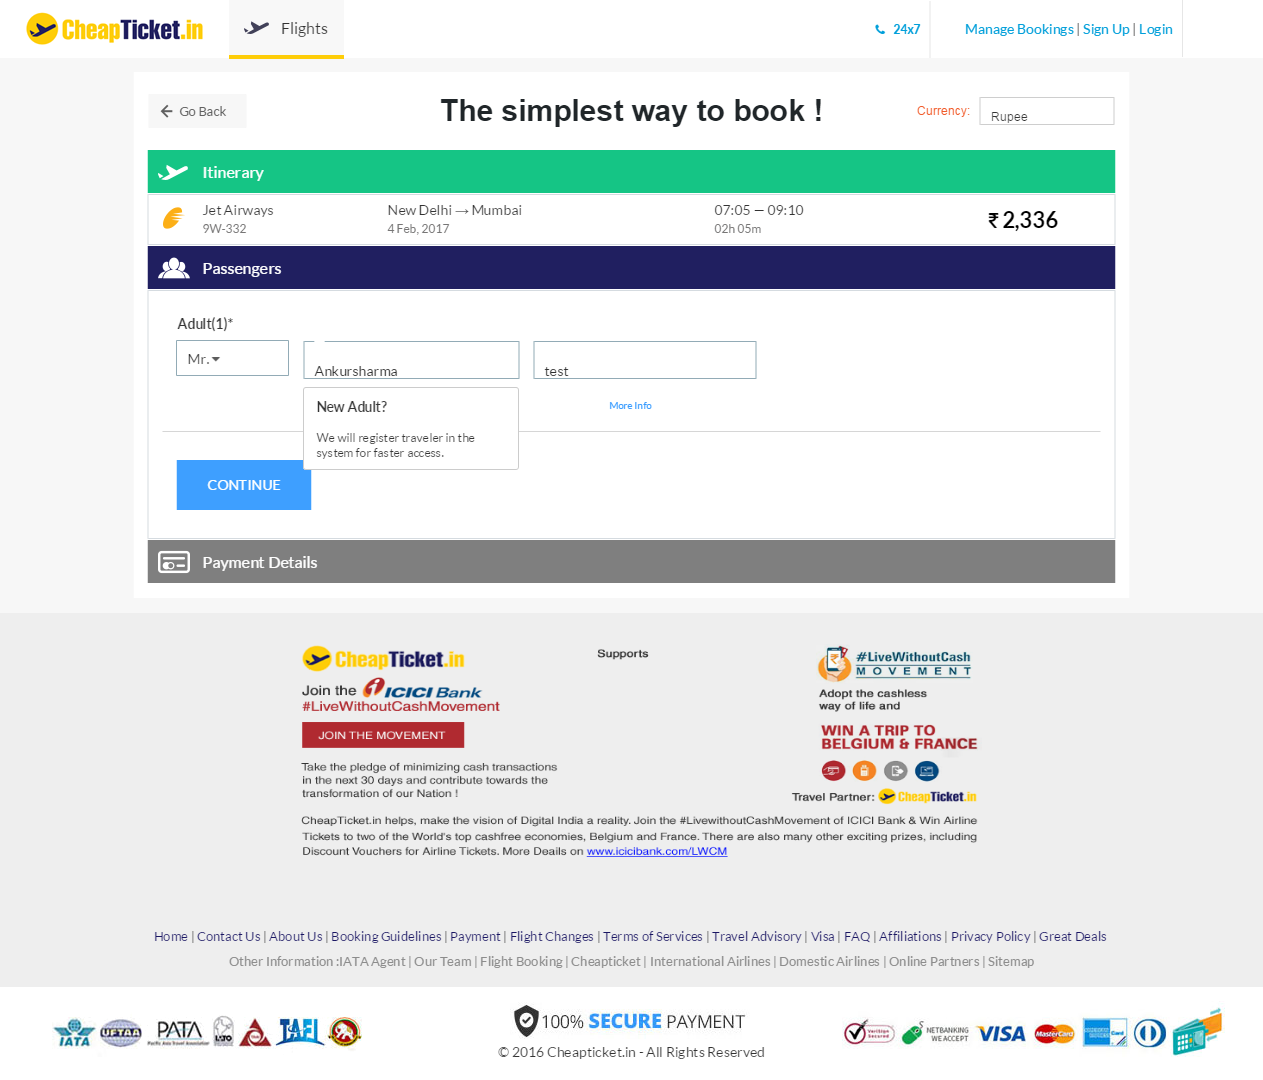 CheapTicket.in
Flights
24x7
Manage Bookings | Sign Up | Login
Go Back
The simplest way to book !
Currency:
Rupee
Itinerary
Jet Airways
New Delhi → Mumbai
07:05 — 09:10
₹ 2,336
9W-332
4 Feb, 2017
02h 05m
Passengers
Adult(1)*
Mr.
Ankursharma
test
New Adult?
More Info
We will register traveler in the
system for faster access.
CONTINUE
Payment Details
CheapTicket.in
Join the ICICI Bank
#LiveWithoutCashMovement
JOIN THE MOVEMENT
Take the pledge of minimizing cash transactions
in the next 30 days and contribute towards the
transformation of our Nation !
Supports
#LiveWithoutCash
MOVEMENT
Adopt the cashless
way of life and
WIN A TRIP TO
BELGIUM & FRANCE
Travel Partner: CheapTicket.in
CheapTicket.in helps, make the vision of Digital India a reality. Join the #LivewithoutCashMovement of ICICI Bank & Win Airline
Tickets to two of the World's top cashfree economies, Belgium and France. There are also many other exciting prizes, including
Discount Vouchers for Airline Tickets. More Deails on www.icicibank.com/LWCM
Home | Contact Us | About Us | Booking Guidelines | Payment | Flight Changes | Terms of Services | Travel Advisory | Visa | FAQ | Affiliations | Privacy Policy | Great Deals
Other Information :IATA Agent | Our Team | Flight Booking | Cheapticket | International Airlines | Domestic Airlines | Online Partners | Sitemap
IATA
UFTAA
PATA
Pacific Asia Travel Association
TAFI
100% SECURE PAYMENT
© 2016 Cheapticket.in - All Rights Reserved
VeriSign
Secured
NETBANKING
WE ACCEPT
VISA
MasterCard